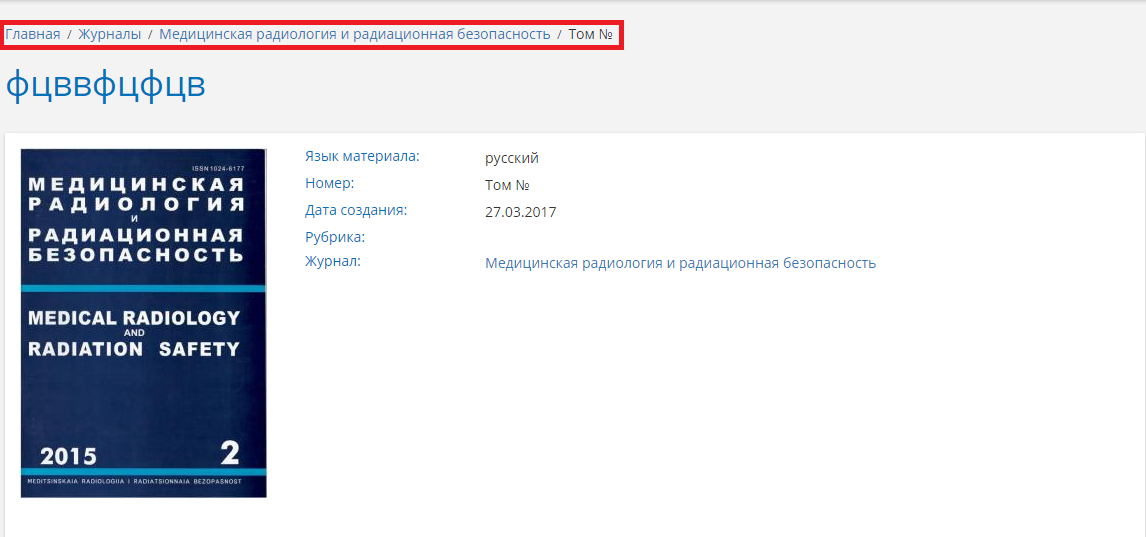 Главная / Журналы / Медицинская радиология и радиационная безопасность / Том №
фцввфцфцв
ISSN 1024-6177
МЕДИЦИНСКАЯ
РАДИОЛОГИЯ
И
РАДИАЦИОННАЯ
БЕЗОПАСНОСТЬ
MEDICAL RADIOLOGY
AND
RADIATION SAFETY
2015 2
MEDITSINSKAIA RADIOLOGIIA I RADIATSIONNAIA BEZOPASNOST
Язык материала: русский
Номер: Том №
Дата создания: 27.03.2017
Рубрика:
Журнал: Медицинская радиология и радиационная безопасность